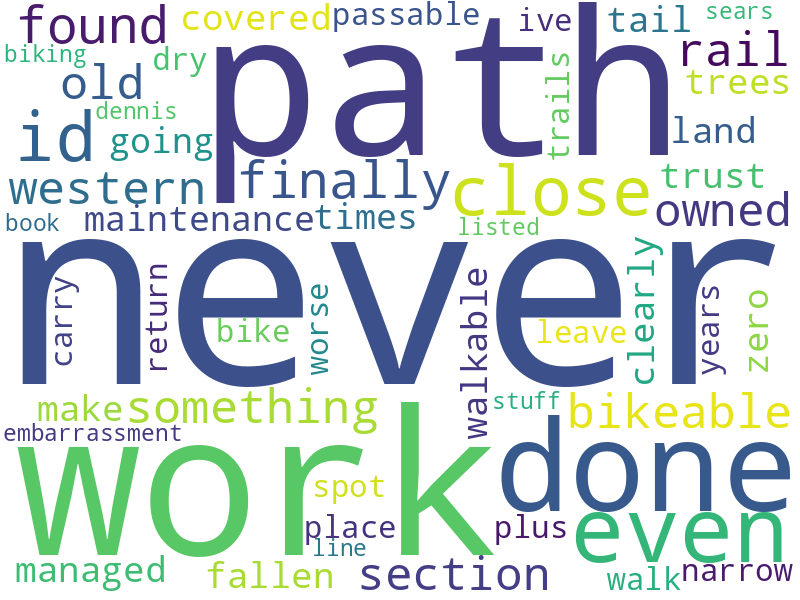 found
covered
passable
ive
tail
sears
biking
dry
path
trails
rail
old
trees
dennis
id
going
land
western
finally
close
trust
book
maintenance
times
listed
owned
never
carry
return
bike
worse
walkable
leave
clearly
years
zero
make
something
stuff
bikeable
embarrassment
work
done
spot
place
plus
even
line
managed
fallen
section
walk
narrow